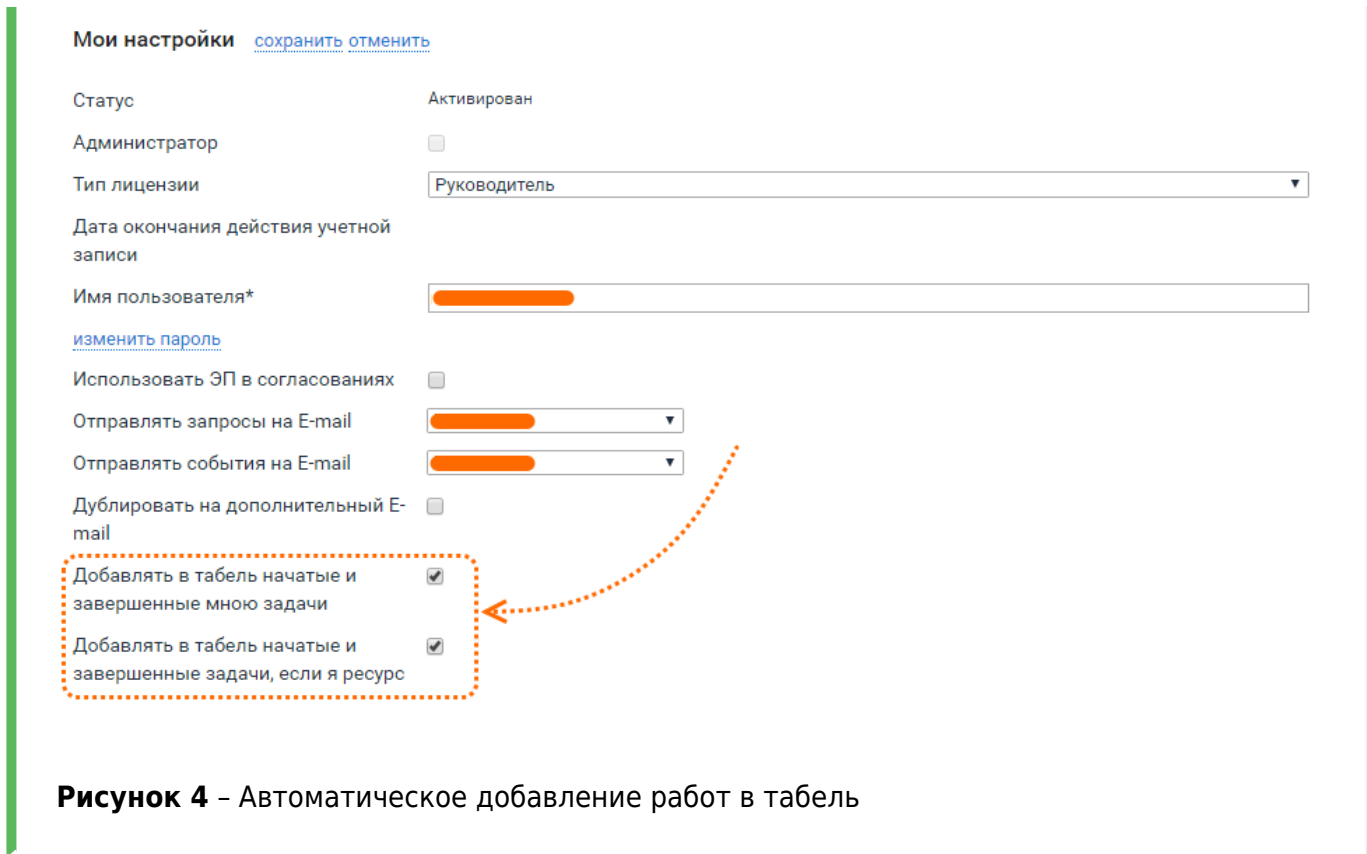 Мои настройки сохранить отменить
Статус Активирован
Администратор
Тип лицензии Руководитель
Дата окончания действия учетной
записи
Имя пользователя*
изменить пароль
Использовать ЭП в согласованиях
Отправлять запросы на E-mail
Отправлять события на E-mail
Дублировать на дополнительный E-
mail
Добавлять в табель начатые и
завершенные мною задачи
Добавлять в табель начатые и
завершенные задачи, если я ресурс
Рисунок 4 – Автоматическое добавление работ в табель